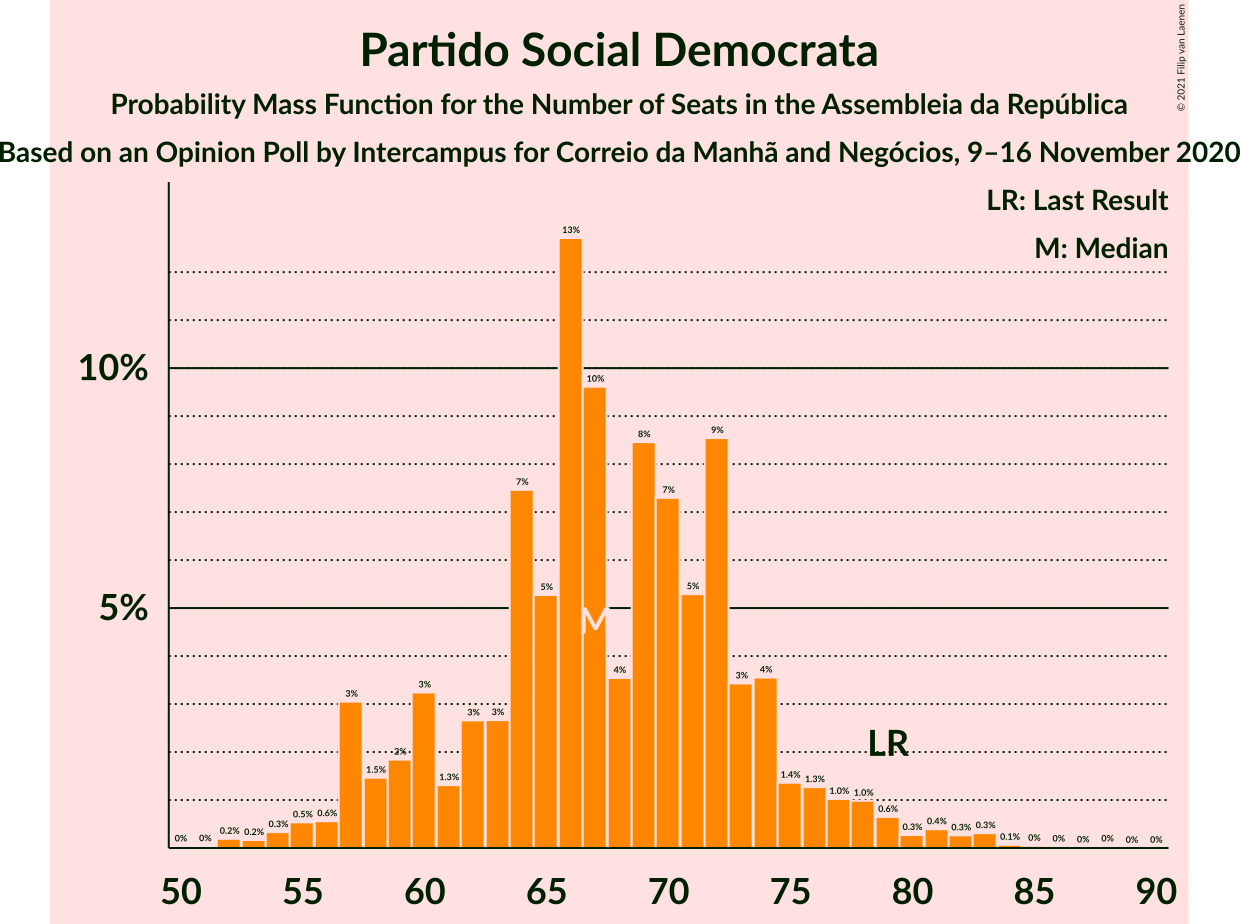 Partido Social Democrata
Probability Mass Function for the Number of Seats in the Assembleia da República
Based on an Opinion Poll by Intercampus for Correio da Manhã and Negócios, 9–16 November 2020
© 2021 Filip van Laenen
LR: Last Result
M: Median
10%
5%
0% 0% 0.2% 0.2% 0.3% 0.5% 0.6% 3% 1.5% 2% 3% 1.3% 3% 3% 7% 5% 13% 10% 4% 8% 7% 5% 9% 3% 4% 1.4% 1.3% 1.0% 1.0% 0.6% 0.3% 0.4% 0.3% 0.3% 0.1% 0% 0% 0% 0% 0% 0%
M
LR
50 55 60 65 70 75 80 85 90